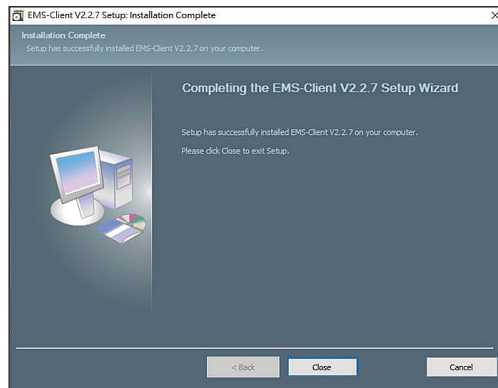 EMS-Client V2.2.7 Setup: Installation Complete
Installation Complete
Setup has successfully installed EMS-Client V2.2.7 on your computer.
Completing the EMS-Client V2.2.7 Setup Wizard
Setup has successfully installed EMS-Client V2.2.7 on your computer.
Please click Close to exit Setup.
< Back
Close
Cancel